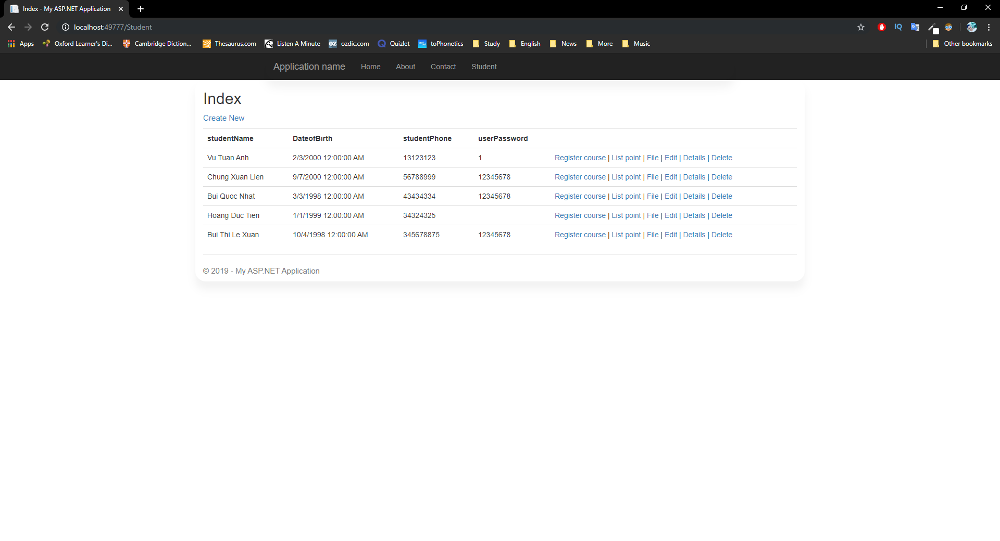 Index - My ASP.NET Application
localhost:49777/Student
Apps Oxford Learner's Di... Cambridge Diction... Thesaurus.com Listen A Minute ozdic.com Quizlet toPhonetics Study English News More Music Other bookmarks
Application name Home About Contact Student
Index
Create New
studentName DateofBirth studentPhone userPassword
Vu Tuan Anh 2/3/2000 12:00:00 AM 13123123 1 Register course | List point | File | Edit | Details | Delete
Chung Xuan Lien 9/7/2000 12:00:00 AM 56788999 12345678 Register course | List point | File | Edit | Details | Delete
Bui Quoc Nhat 3/3/1998 12:00:00 AM 43434334 12345678 Register course | List point | File | Edit | Details | Delete
Hoang Duc Tien 1/1/1999 12:00:00 AM 34324325 Register course | List point | File | Edit | Details | Delete
Bui Thi Le Xuan 10/4/1998 12:00:00 AM 345678875 12345678 Register course | List point | File | Edit | Details | Delete
© 2019 - My ASP.NET Application